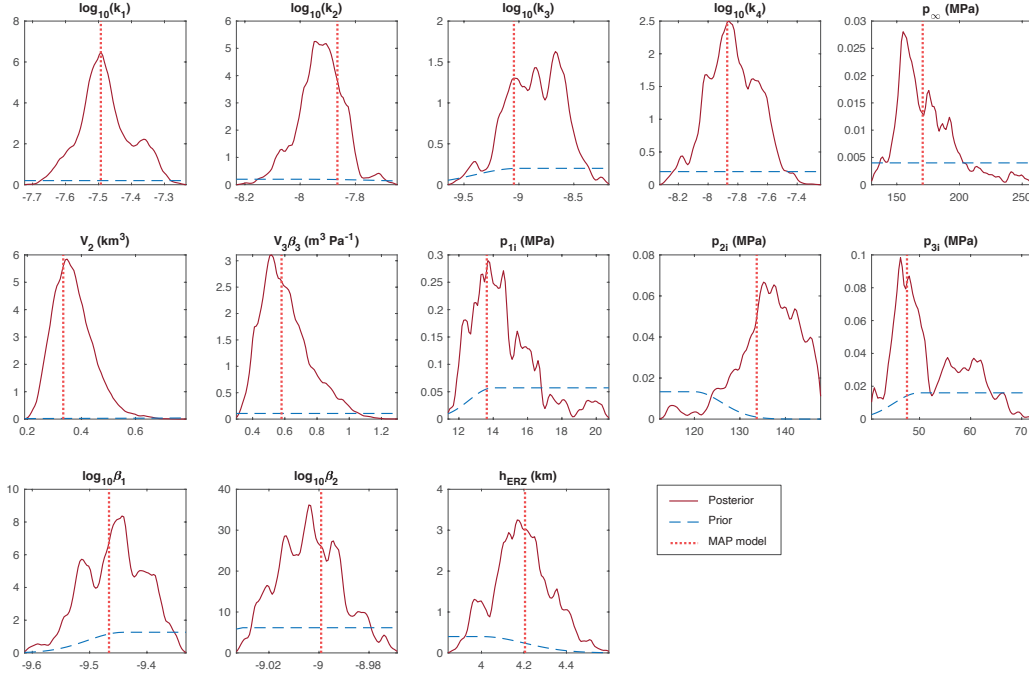 log10(k1) log10(k2) log10(k3) log10(k4) p∞ (MPa)
8 6 2 2.5 0.03
6 5 1.5 2 0.025
4 4 1 1.5 0.02
2 3 0.5 1 0.015
0 2 0 0.5 0.01
1 0 0.005
0 0
-7.7 -7.6 -7.5 -7.4 -7.3 -8.2 -8 -7.8 -9.5 -9 -8.5 -8.2 -8 -7.8 -7.6 -7.4 150 200 250
V2 (km3) V3β3 (m3 Pa-1) p1i (MPa) p2i (MPa) p3i (MPa)
6 3 0.3 0.08 0.1
5 2.5 0.25 0.06 0.08
4 2 0.2 0.04 0.06
3 1.5 0.15 0.02 0.04
2 1 0.1 0 0.02
1 0.5 0.05 0
0 0 0
0.2 0.4 0.6 0.4 0.6 0.8 1 1.2 12 14 16 18 20 120 130 140 40 50 60 70
log10β1 log10β2 hERZ (km)
10 40 4
8 30 3
6 20 2
4 10 1
2 0 0
0
-9.6 -9.5 -9.4 -9.02 -9 -8.98 4 4.2 4.4
Posterior
Prior
MAP model